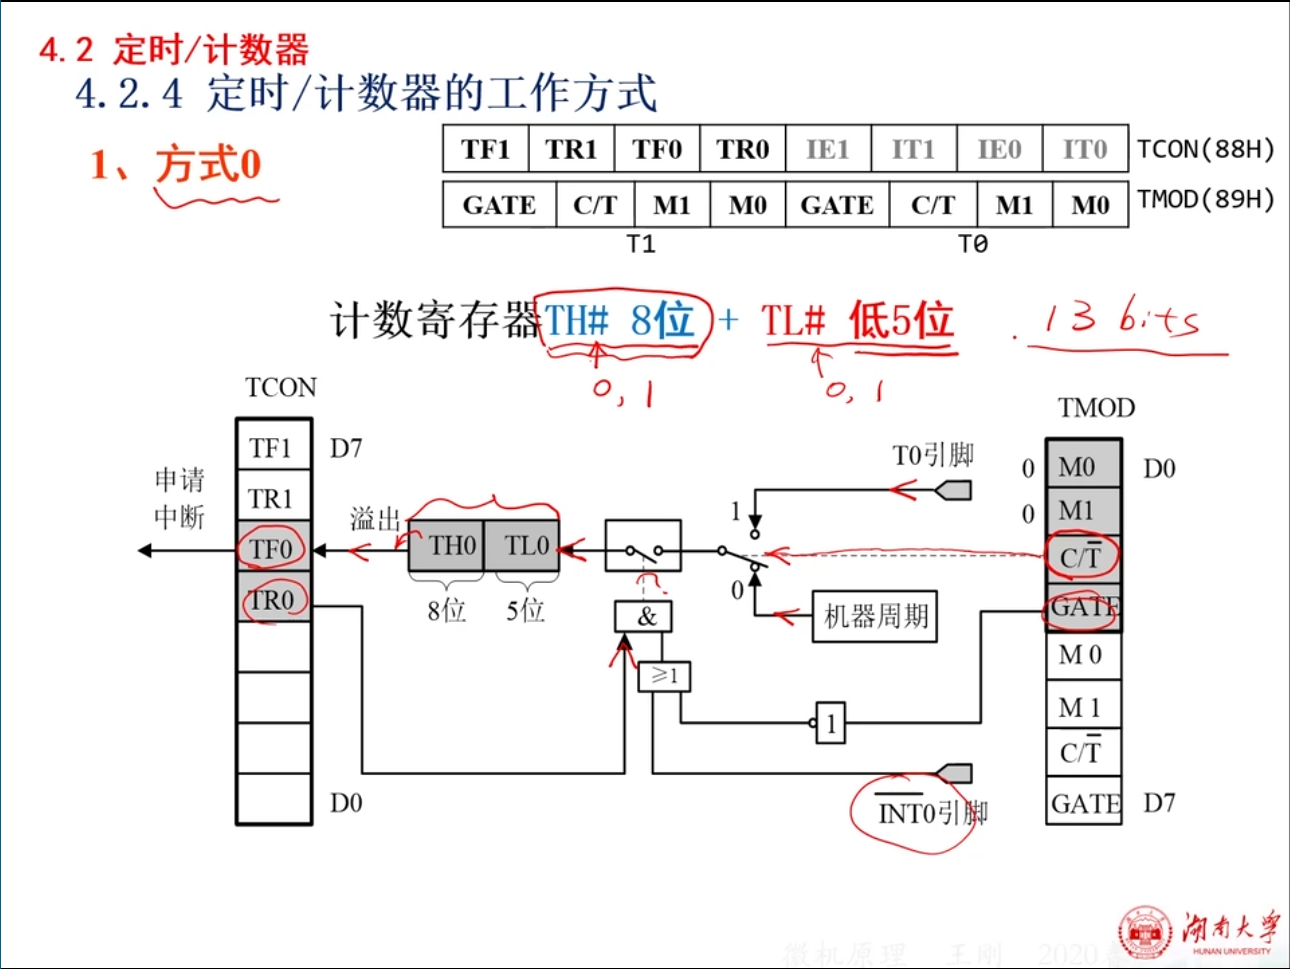 4.2 定时/计数器
4.2.4 定时/计数器的工作方式
1、方式0
TF1 TR1 TF0 TR0 IE1 IT1 IE0 IT0 TCON(88H)
GATE C/T M1 M0 GATE C/T M1 M0 TMOD(89H)
T1 T0
计数寄存器TH# 8位 + TL# 低5位 . 13 bits
0, 1 0, 1
TCON
TMOD
TF1 D7
T0引脚
0 M0 D0
申请
中断
TR1
溢出
1
0 M1
TF0
TH0 TL0
C/T̅
TR0
8位 5位
&
0
机器周期
GATE
≥1
M 0
1
M 1
C/T̅
D0
I̅N̅T̅0引脚
GATE D7
湖南大学
HUNAN UNIVERSITY
微机原理 王刚 2020春